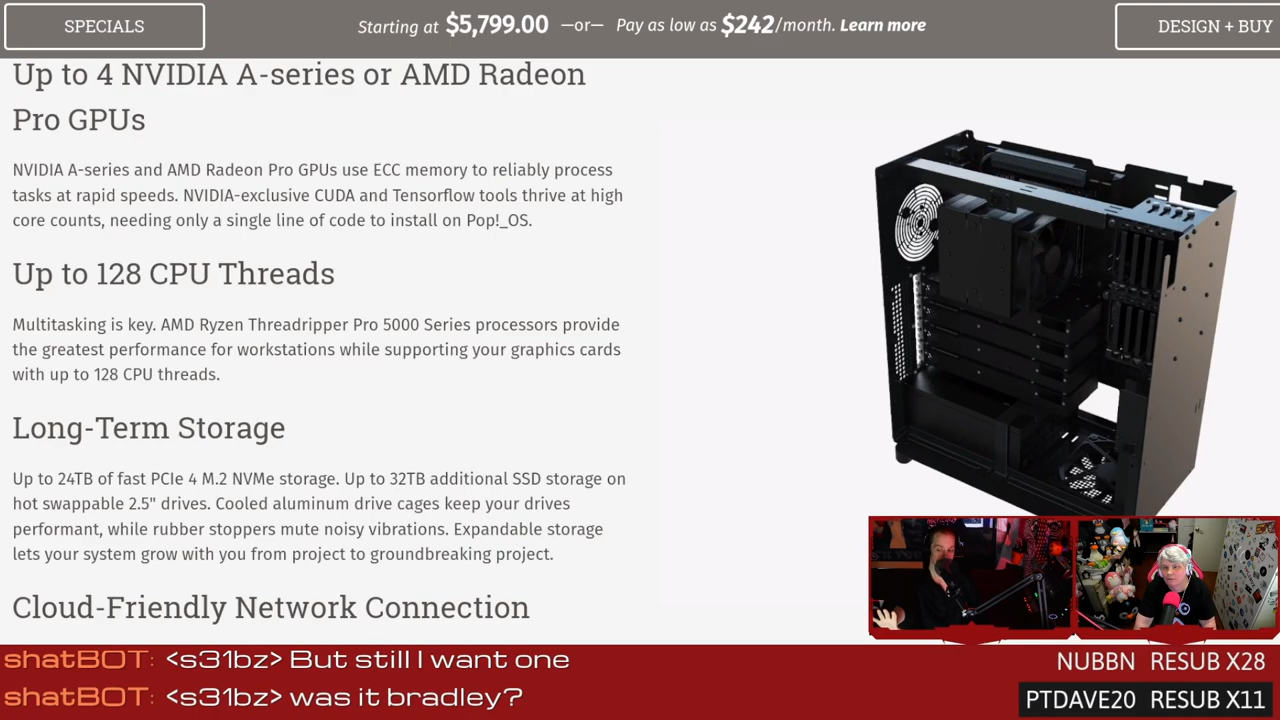 SPECIALS
Starting at $5,799.00 —or— Pay as low as $242/month. Learn more
DESIGN + BUY
Up to 4 NVIDIA A-series or AMD Radeon
Pro GPUs
NVIDIA A-series and AMD Radeon Pro GPUs use ECC memory to reliably process
tasks at rapid speeds. NVIDIA-exclusive CUDA and Tensorflow tools thrive at high
core counts, needing only a single line of code to install on Pop!_OS.
Up to 128 CPU Threads
Multitasking is key. AMD Ryzen Threadripper Pro 5000 Series processors provide
the greatest performance for workstations while supporting your graphics cards
with up to 128 CPU threads.
Long-Term Storage
Up to 24TB of fast PCIe 4 M.2 NVMe storage. Up to 32TB additional SSD storage on
hot swappable 2.5" drives. Cooled aluminum drive cages keep your drives
performant, while rubber stoppers mute noisy vibrations. Expandable storage
lets your system grow with you from project to groundbreaking project.
Cloud-Friendly Network Connection
shatBOT: <s31bz> But still I want one
shatBOT: <s31bz> was it bradley?
NUBBN RESUB X28
PTDAVE20 RESUB X11